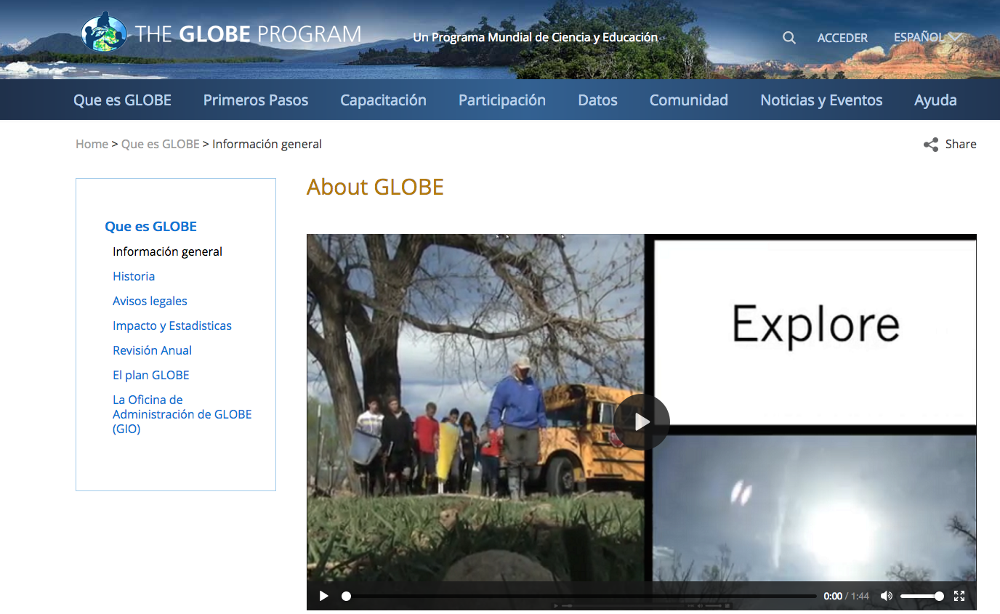 THE GLOBE PROGRAM
Un Programa Mundial de Ciencia y Educación
ACCEDER
ESPAÑOL
Que es GLOBE
Primeros Pasos
Capacitación
Participación
Datos
Comunidad
Noticias y Eventos
Ayuda
Home > Que es GLOBE > Información general
Share
Que es GLOBE
Información general
Historia
Avisos legales
Impacto y Estadisticas
Revisión Anual
El plan GLOBE
La Oficina de
Administración de GLOBE
(GIO)
About GLOBE
Explore
0:00 / 1:44